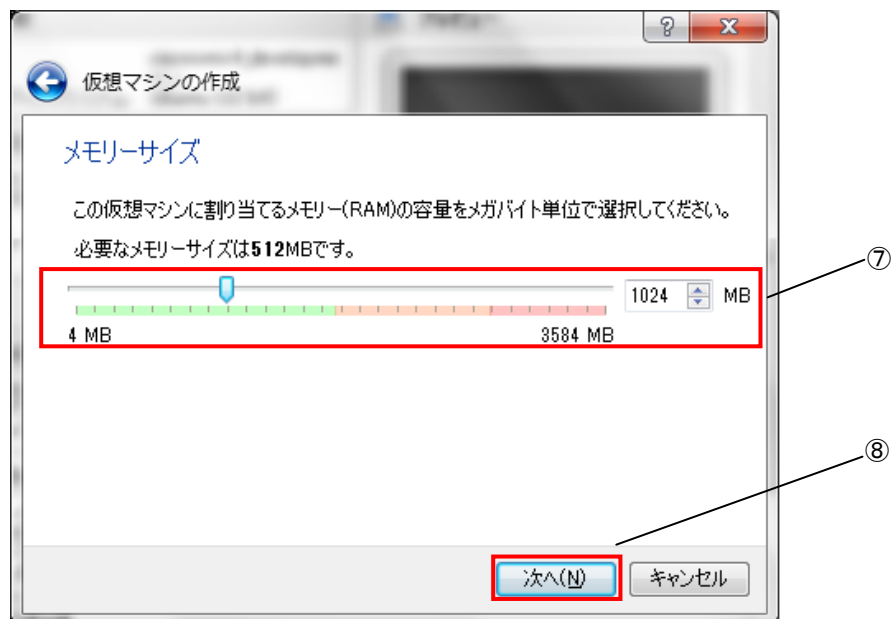 仮想マシンの作成
メモリーサイズ
この仮想マシンに割り当てるメモリー(RAM)の容量をメガバイト単位で選択してください。
必要なメモリーサイズは512MBです。
⑦
1024 MB
4 MB 3584 MB
⑧
次へ(N) キャンセル